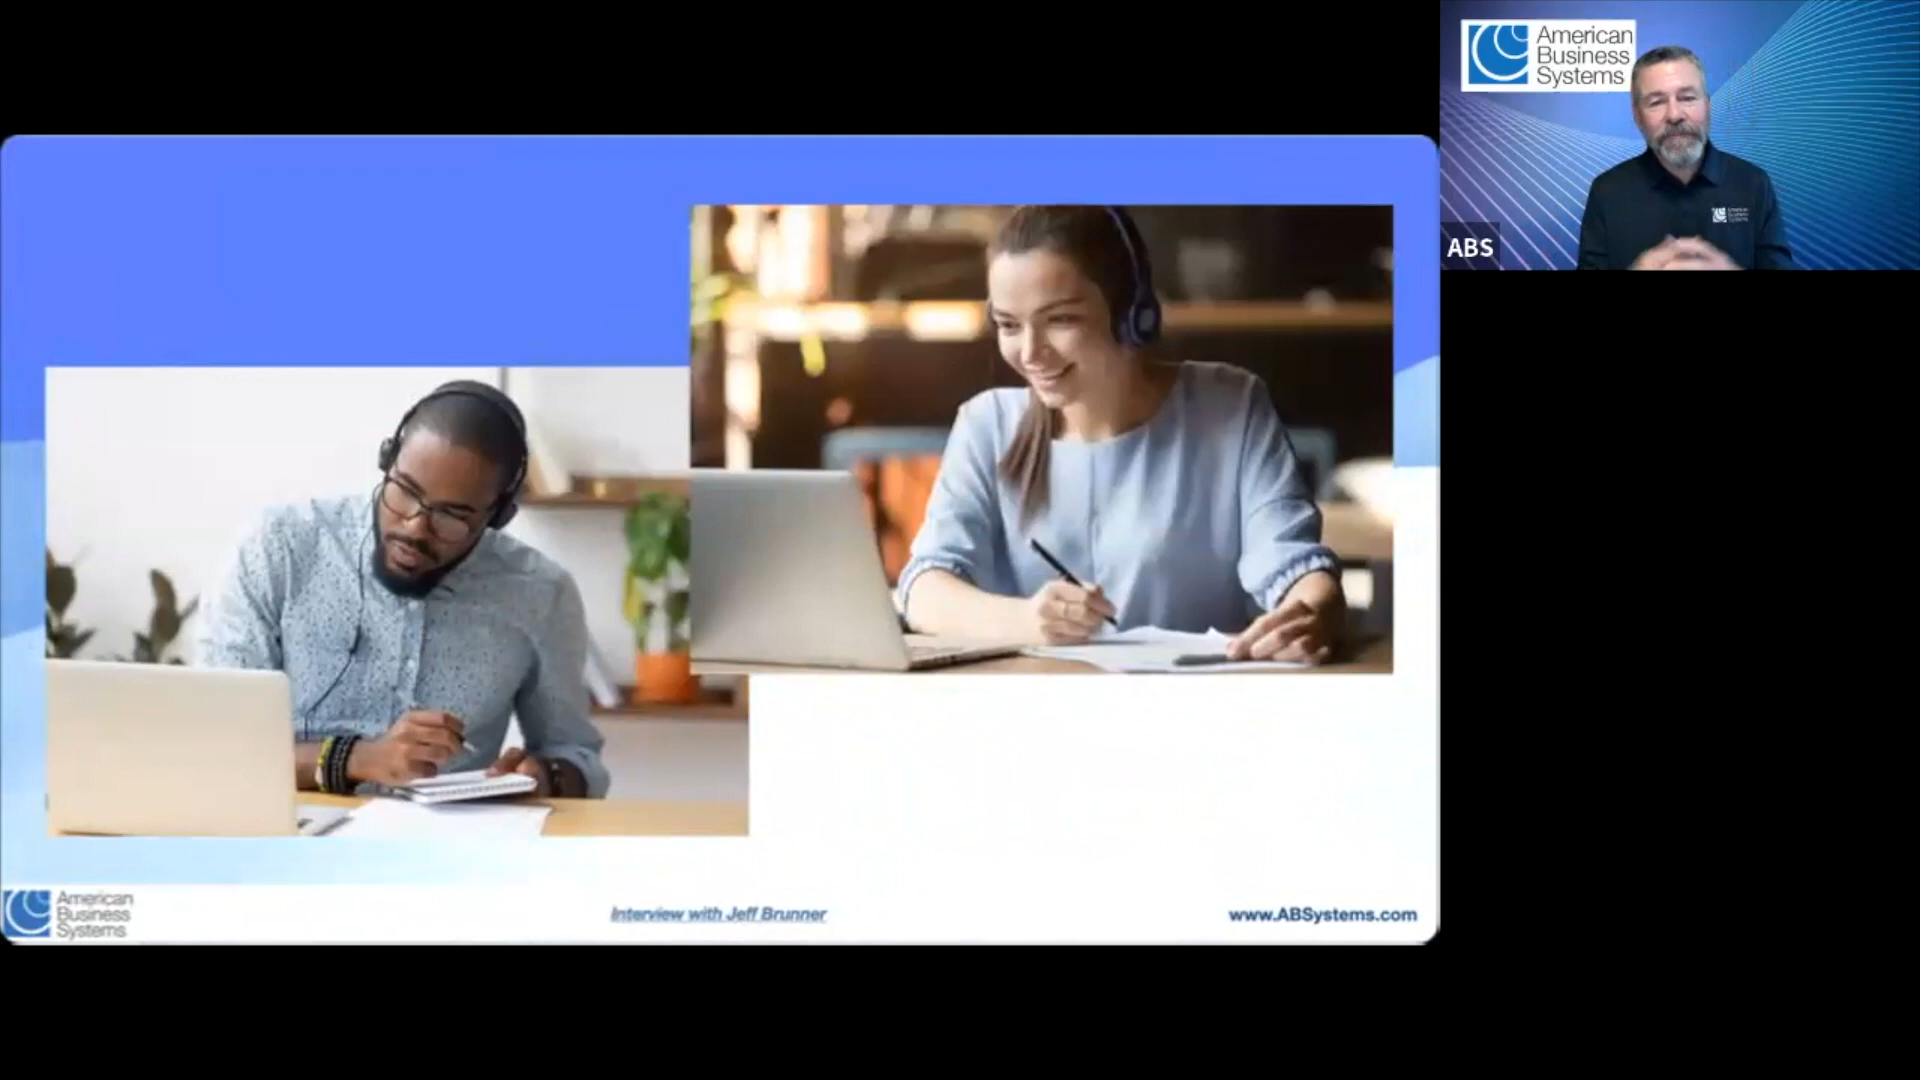 American
Business
Systems
ABS
American
Business
Systems
Interview with Jeff Brunner
www.ABSystems.com